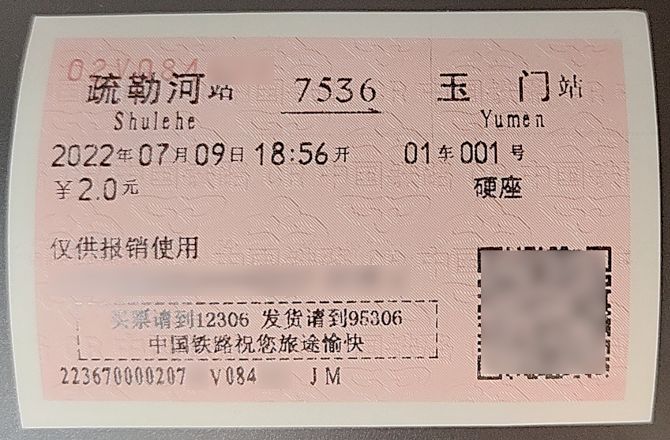 02V084
疏勒河站 7536 玉门站
Shulehe Yumen
2022年07月09日 18:56开 01车001号
￥2.0元 硬座
仅供报销使用
买票请到12306 发货请到95306
中国铁路祝您旅途愉快
223670000207 V084 JM